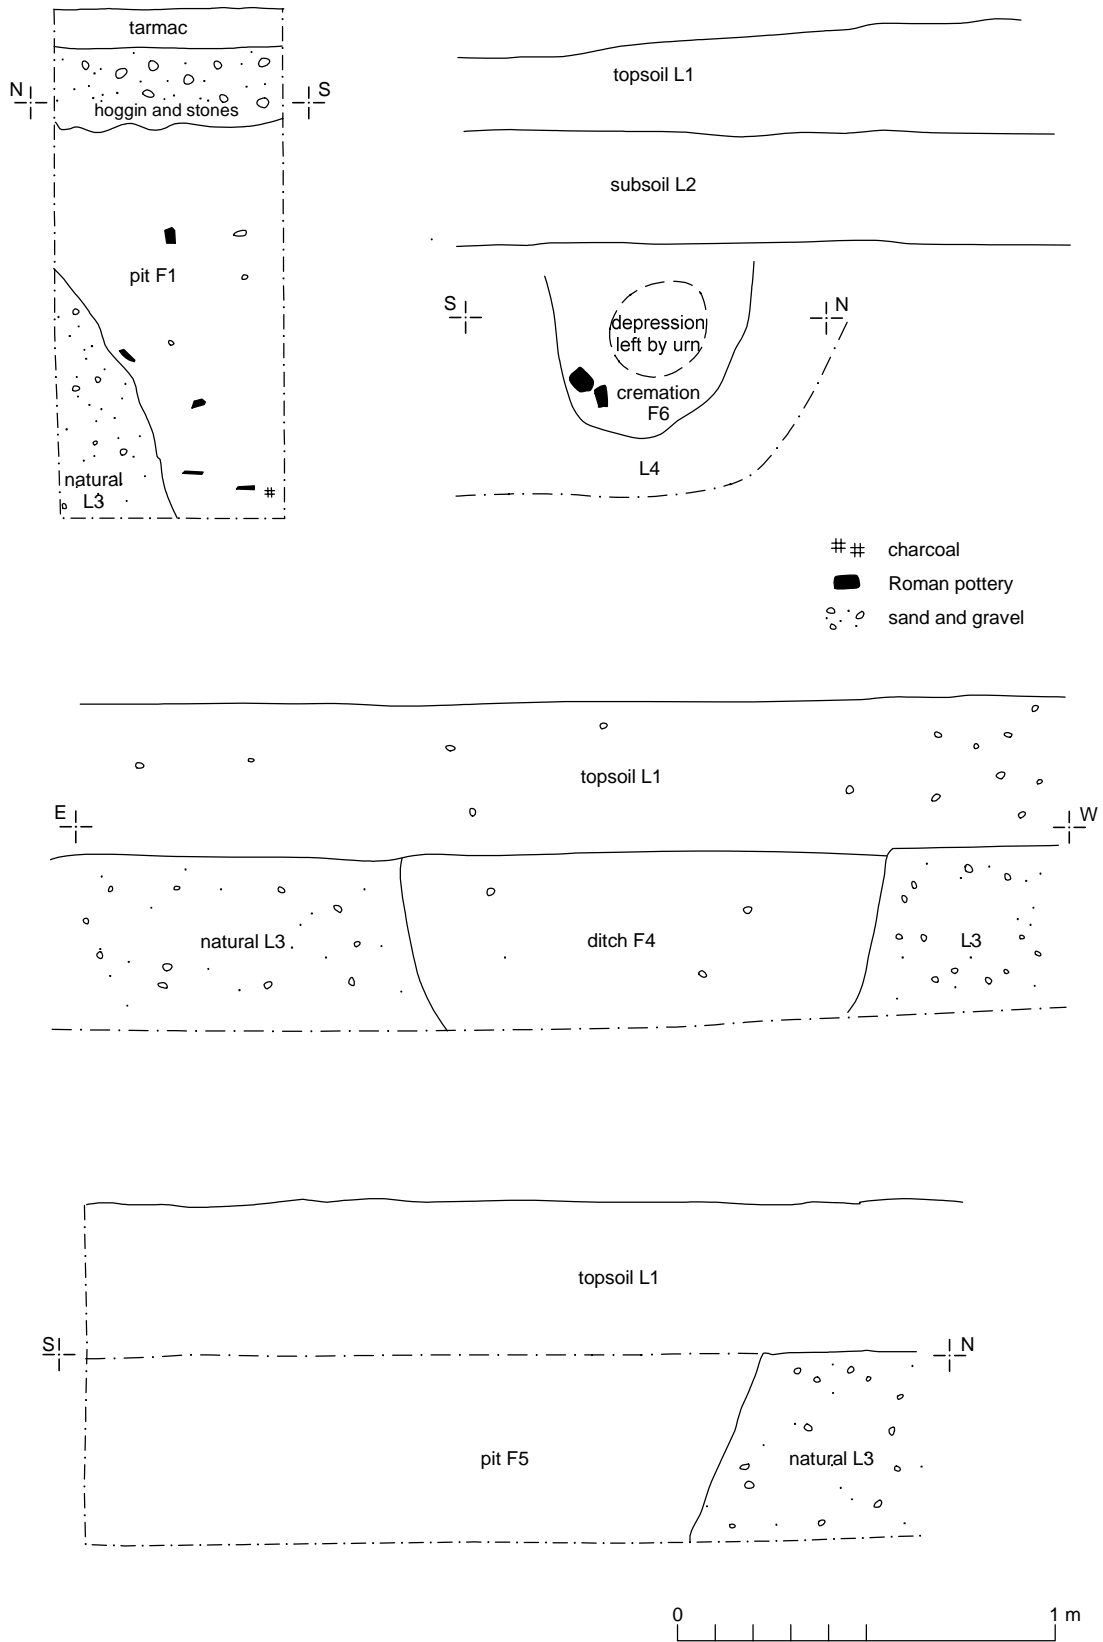 tarmac
N
S
hoggin and stones
pit F1
natural
L3
topsoil L1
subsoil L2
S
N
depression
left by urn
cremation
F6
L4
charcoal
Roman pottery
sand and gravel
topsoil L1
E
W
natural L3
ditch F4
L3
topsoil L1
S
N
pit F5
natural L3
0
1 m